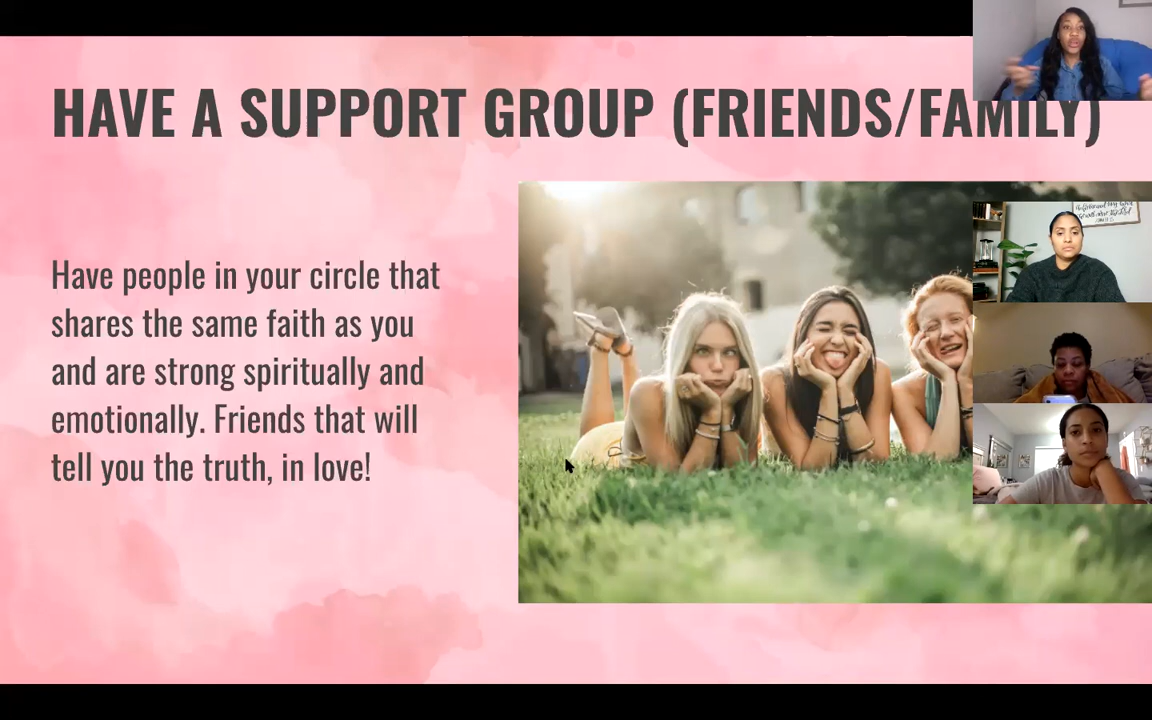 HAVE A SUPPORT GROUP (FRIENDS/FAMILY)
Have people in your circle that
shares the same faith as you
and are strong spiritually and
emotionally. Friends that will
tell you the truth, in love!